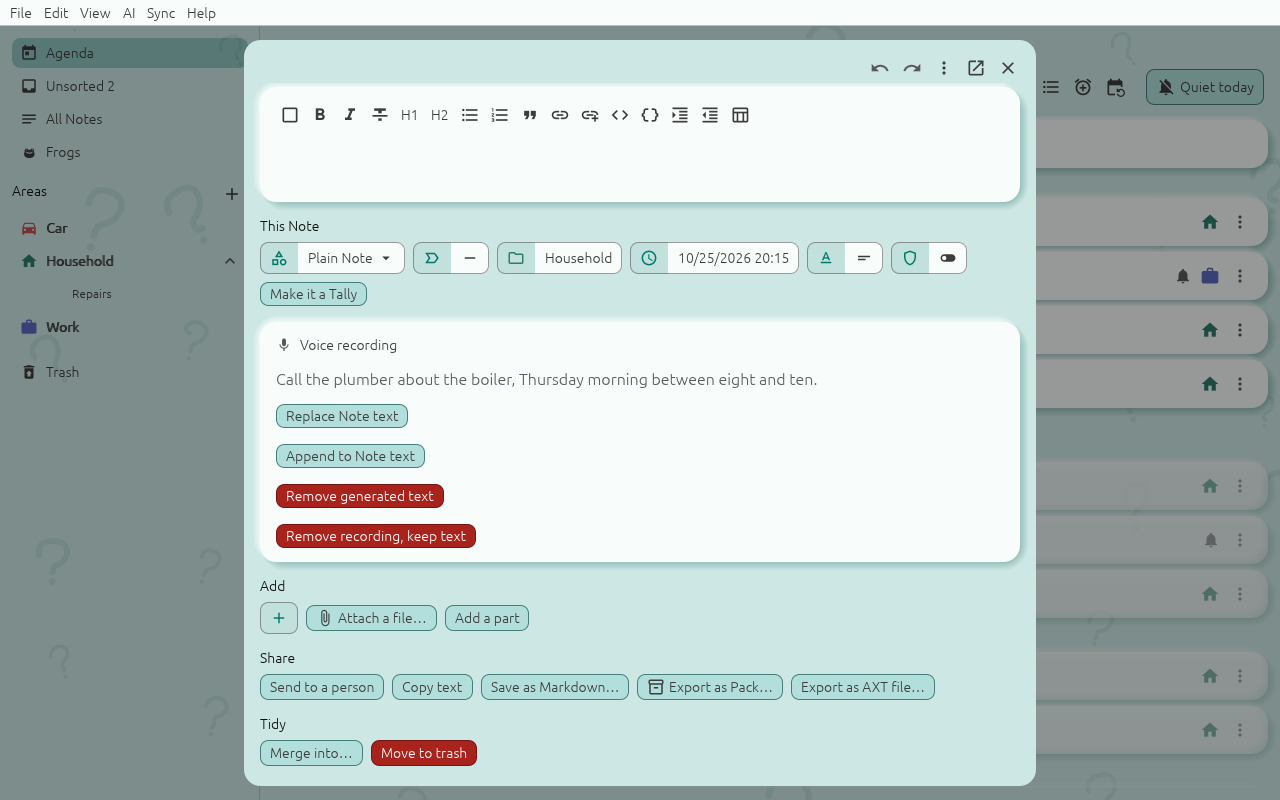 File Edit View AI Sync Help
Agenda
Unsorted 2
All Notes
Frogs
Areas
Car
Household
Repairs
Work
Trash
Quiet today
B I H1 H2
This Note
Plain Note
Household
10/25/2026 20:15
Make it a Tally
Voice recording
Call the plumber about the boiler, Thursday morning between eight and ten.
Replace Note text
Append to Note text
Remove generated text
Remove recording, keep text
Add
Attach a file...
Add a part
Share
Send to a person
Copy text
Save as Markdown...
Export as Pack...
Export as AXT file...
Tidy
Merge into...
Move to trash